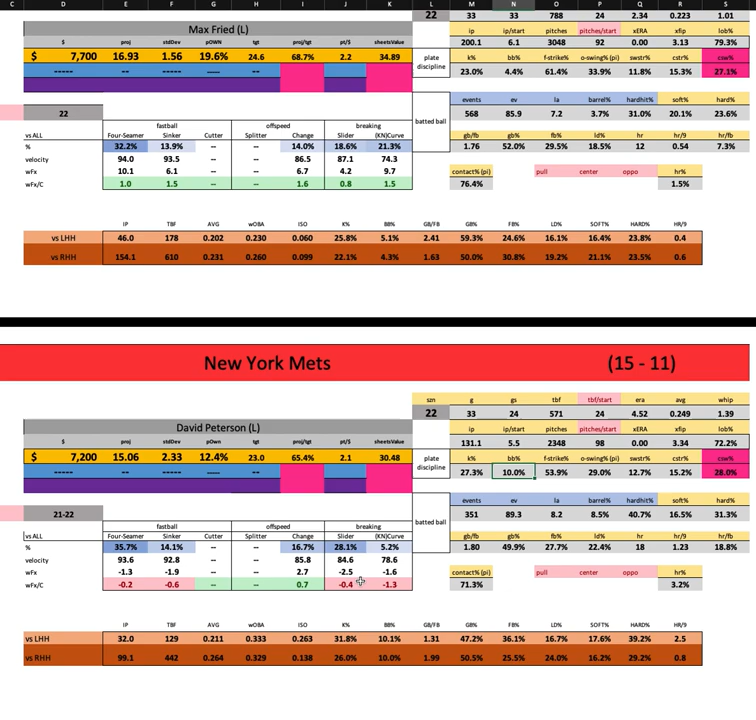 C D E F G H I J K L M N O P Q R S
22 33 33 788 24 2.34 0.223 1.01
Max Fried (L) ip ip/start pitches pitches/start xERA xfip lob%
$ proj stdDev pOWN tgt proj/tgt pt/$ sheetsValue 200.1 6.1 3048 92 0.00 3.13 79.3%
$ 7,700 16.93 1.56 19.6% 24.6 68.7% 2.2 34.89 plate discipline k% bb% f-strike% o-swing% (pi) swstr% cstr% csw%
----- -- -- ---- -- 23.0% 4.4% 61.4% 33.9% 11.8% 15.3% 27.1%
events ev la barrel% hardhit% soft% hard%
22 batted ball 568 85.9 7.2 3.7% 31.0% 20.1% 23.6%
fastball offspeed breaking
vs ALL Four-Seamer Sinker Cutter Splitter Change Slider (KN)Curve gb/fb gb% fb% ld% hr hr/9 hr/fb
% 32.2% 13.9% -- -- 14.0% 18.6% 21.3% 1.76 52.0% 29.5% 18.5% 12 0.54 7.3%
velocity 94.0 93.5 -- -- 86.5 87.1 74.3
wFx 10.1 6.1 -- -- 6.7 4.2 9.7 contact% (pi) pull center oppo hr%
wFx/C 1.0 1.5 -- -- 1.6 0.8 1.5 76.4% 1.5%
IP TBF AVG wOBA ISO K% BB% GB/FB GB% FB% LD% SOFT% HARD% HR/9
vs LHH 46.0 178 0.202 0.230 0.060 25.8% 5.1% 2.41 59.3% 24.6% 16.1% 16.4% 23.8% 0.4
vs RHH 154.1 610 0.231 0.260 0.099 22.1% 4.3% 1.63 50.0% 30.8% 19.2% 21.1% 23.5% 0.6
New York Mets (15 - 11)
szn g gs tbf tbf/start era avg whip
22 33 24 571 24 4.52 0.249 1.39
David Peterson (L) ip ip/start pitches pitches/start xERA xfip lob%
$ proj stdDev pOwn tgt proj/tgt pt/$ sheetsValue 131.1 5.5 2348 98 0.00 3.34 72.2%
$ 7,200 15.06 2.33 12.4% 23.0 65.4% 2.1 30.48 plate discipline k% bb% f-strike% o-swing% (pi) swstr% cstr% csw%
----- -- -- ---- -- 27.3% 10.0% 53.9% 29.0% 12.7% 15.2% 28.0%
events ev la barrel% hardhit% soft% hard%
21-22 batted ball 351 89.3 8.2 8.5% 40.7% 16.5% 31.3%
fastball offspeed breaking
vs ALL Four-Seamer Sinker Cutter Splitter Change Slider (KN)Curve gb/fb gb% fb% ld% hr hr/9 hr/fb
% 35.7% 14.1% -- -- 16.7% 28.1% 5.2% 1.80 49.9% 27.7% 22.4% 18 1.23 18.8%
velocity 93.6 92.8 -- -- 85.8 84.6 78.6
wFx -1.3 -1.9 -- -- 2.7 -2.5 -1.6 contact% (pi) pull center oppo hr%
wFx/C -0.2 -0.6 -- -- 0.7 -0.4 -1.3 71.3% 3.2%
IP TBF AVG wOBA ISO K% BB% GB/FB GB% FB% LD% SOFT% HARD% HR/9
vs LHH 32.0 129 0.211 0.333 0.263 31.8% 10.1% 1.31 47.2% 36.1% 16.7% 17.6% 39.2% 2.5
vs RHH 99.1 442 0.264 0.329 0.138 26.0% 10.0% 1.99 50.5% 25.5% 24.0% 16.2% 29.2% 0.8